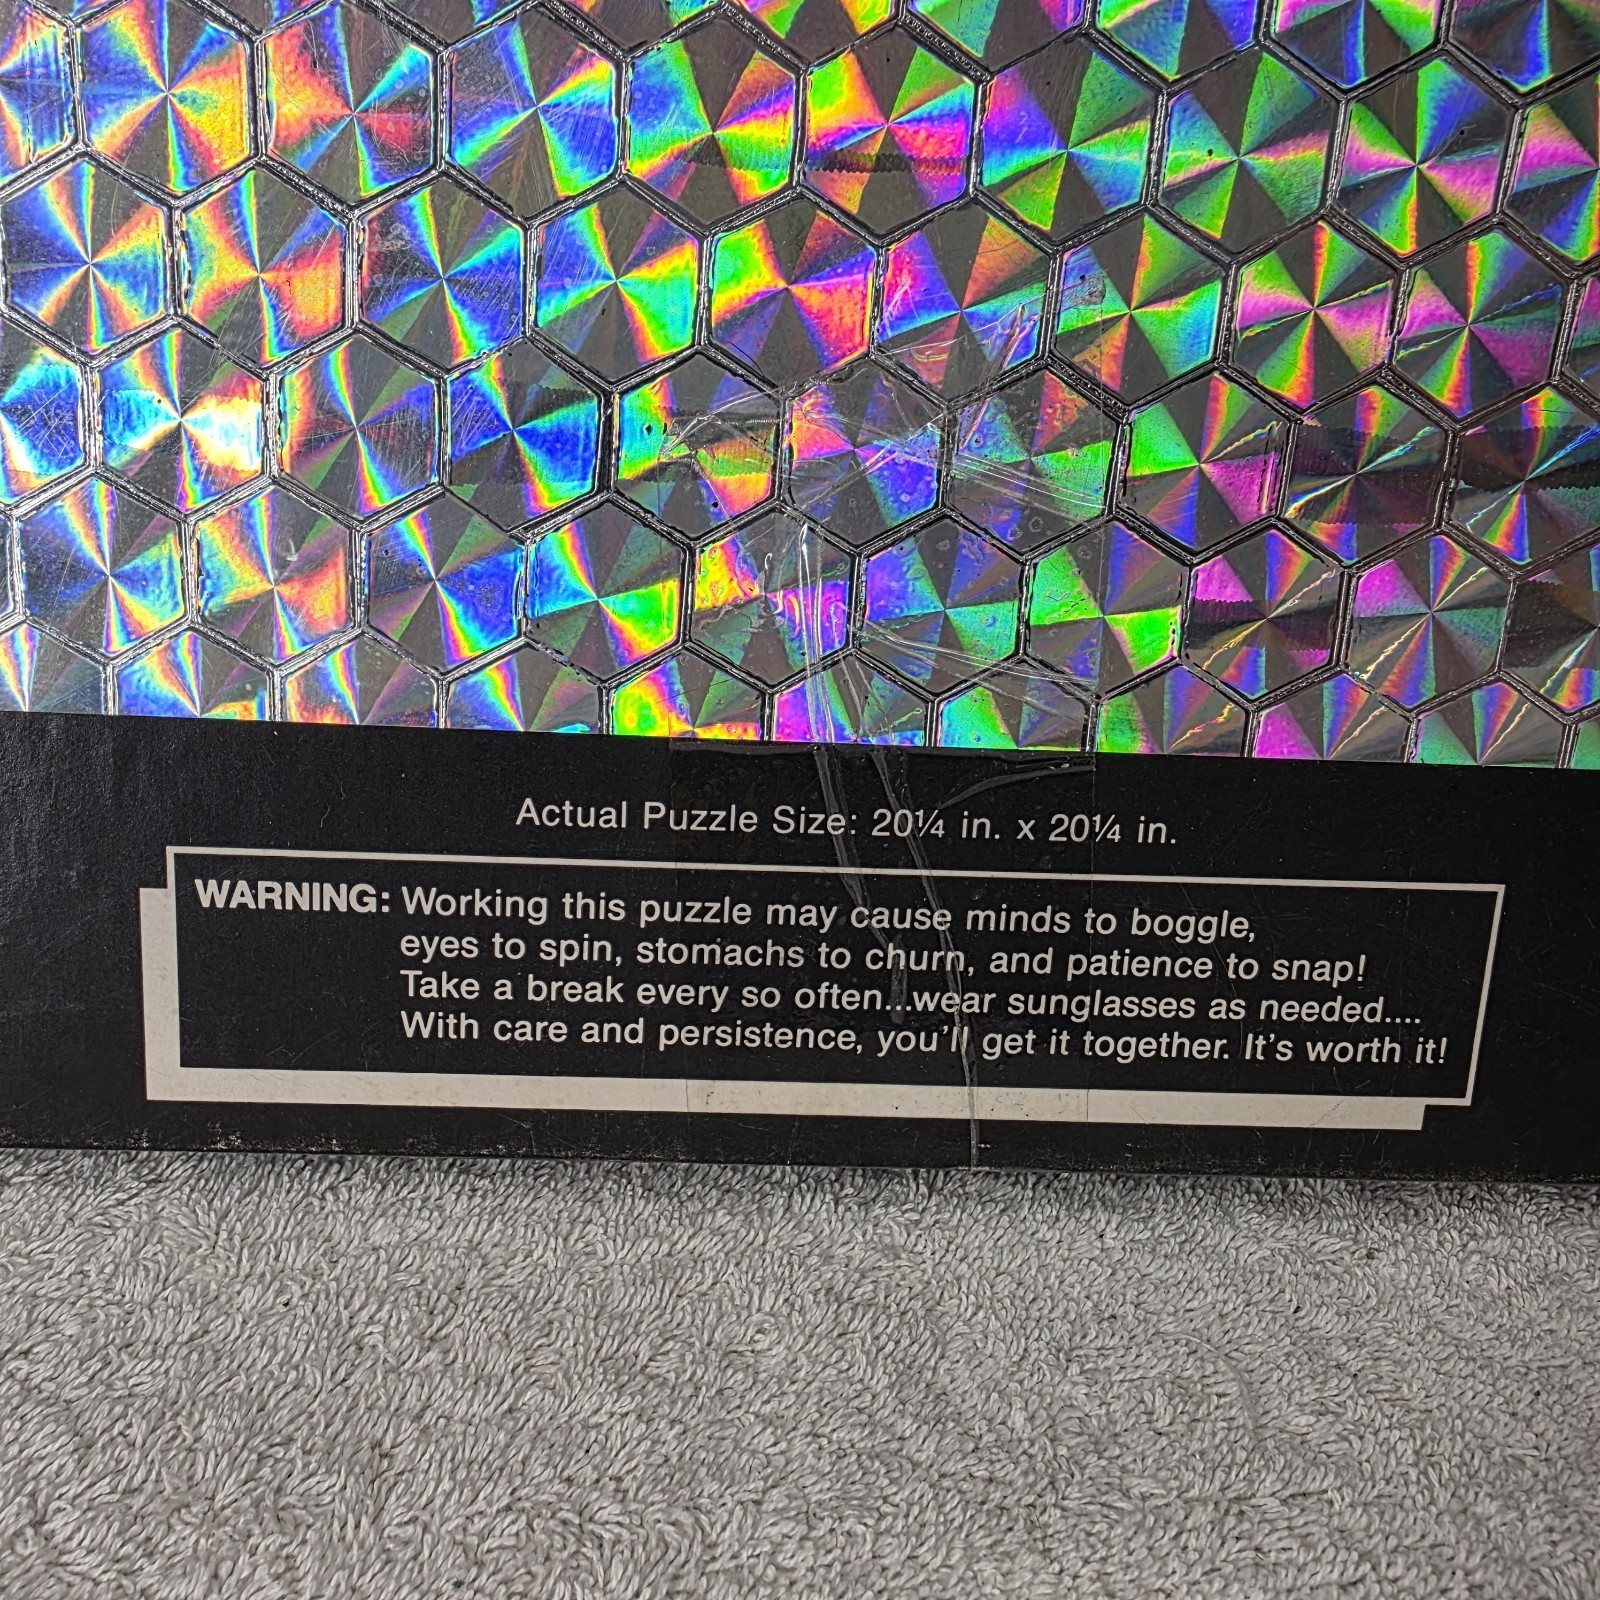 Actual Puzzle Size: 20¼ in. x 20¼ in.
WARNING: Working this puzzle may cause minds to boggle,
eyes to spin, stomachs to churn, and patience to snap!
Take a break every so often...wear sunglasses as needed....
With care and persistence, you'll get it together. It's worth it!